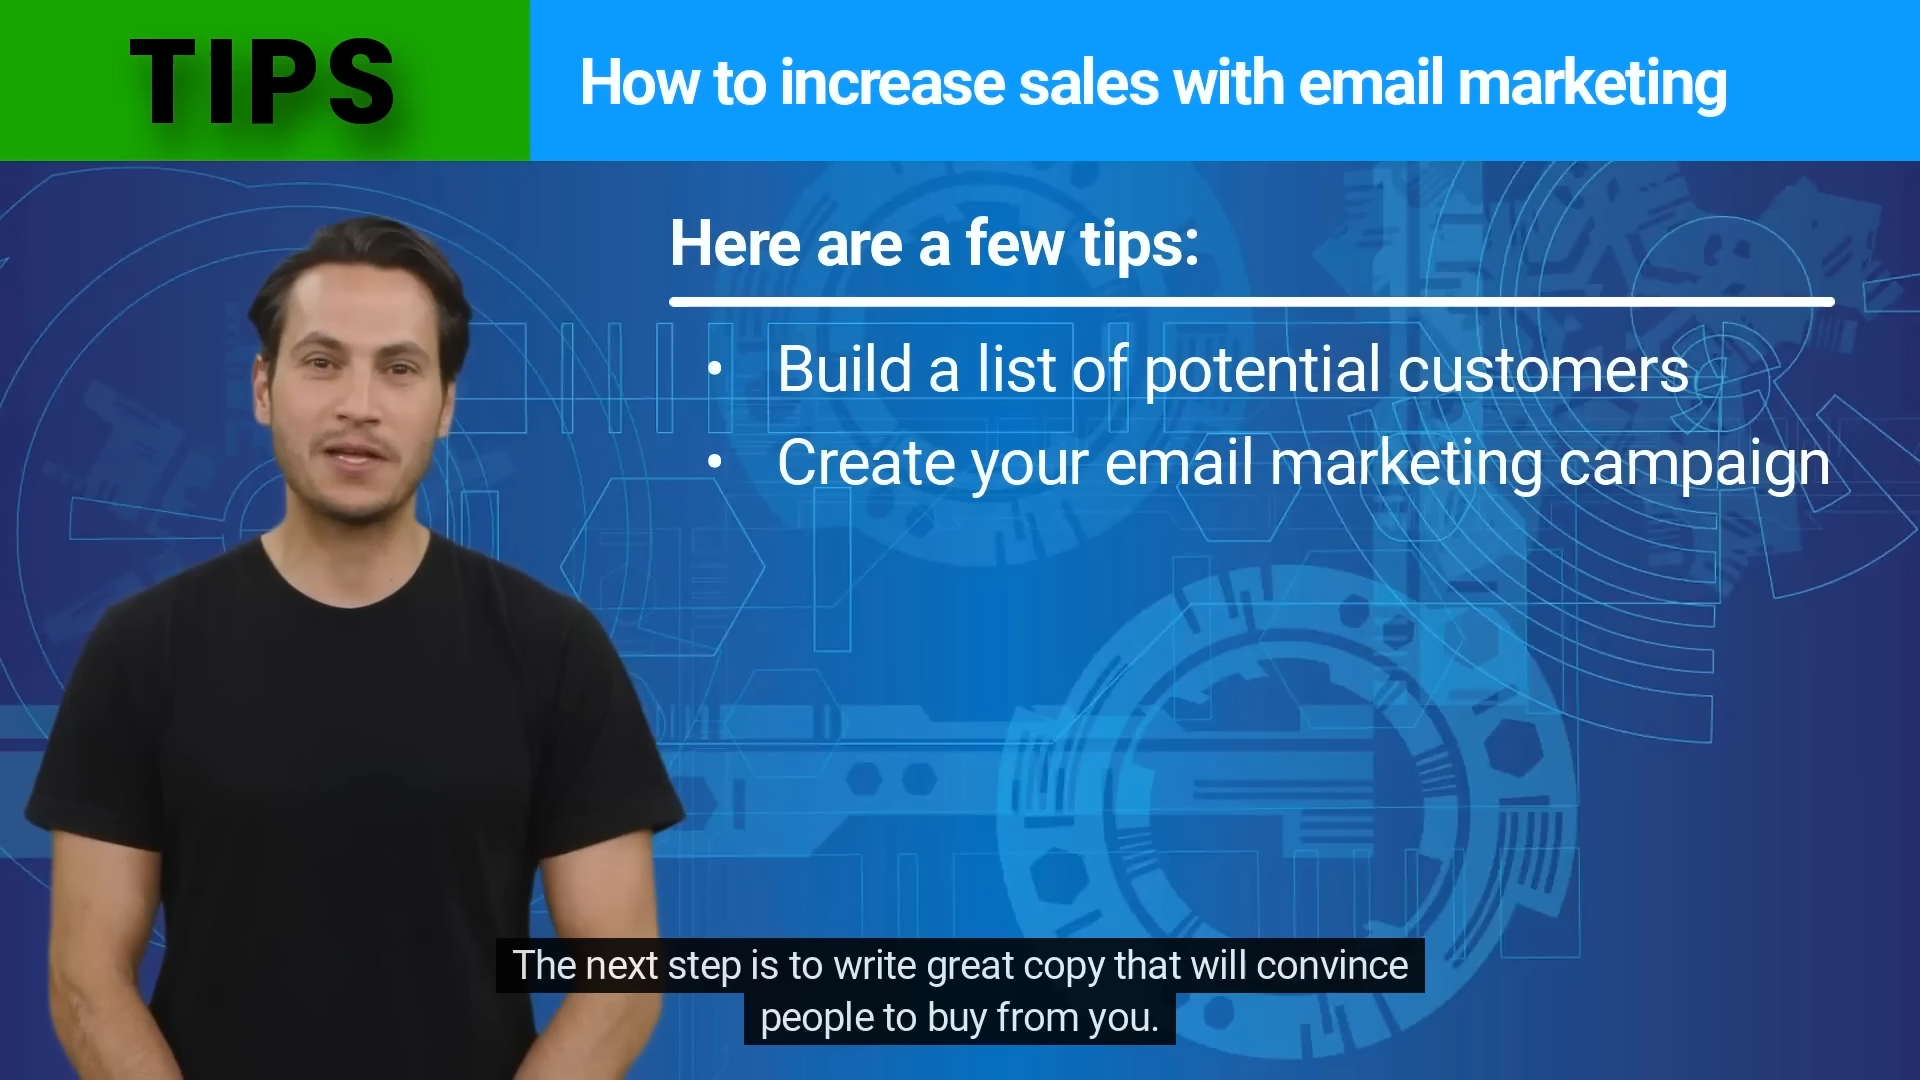 TIPS
How to increase sales with email marketing
Here are a few tips:
• Build a list of potential customers
• Create your email marketing campaign
The next step is to write great copy that will convince
people to buy from you.